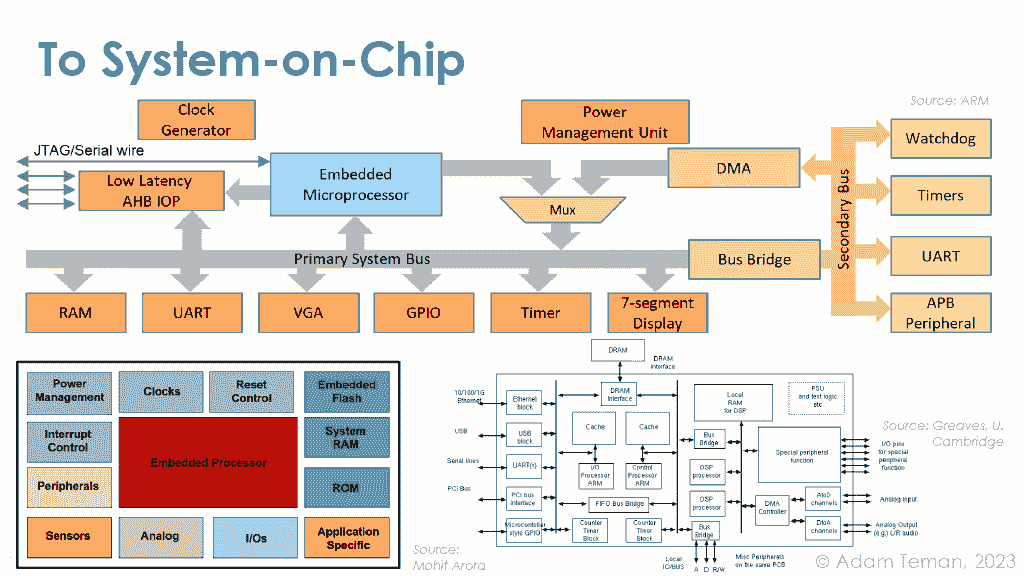 To System-on-Chip
Source: ARM
Clock
Generator
Power
Management Unit
JTAG/Serial wire
Low Latency
AHB IOP
Embedded
Microprocessor
Mux
DMA
Secondary Bus
Watchdog
Timers
UART
APB
Peripheral
Primary System Bus
Bus Bridge
RAM
UART
VGA
GPIO
Timer
7-segment
Display
Power
Management
Clocks
Reset
Control
Embedded
Flash
Interrupt
Control
Embedded Processor
System
RAM
Peripherals
ROM
Sensors
Analog
I/Os
Application
Specific
Source:
Mohit Arora
DRAM
DRAM
Interface
10/100/1G
Ethernet
Ethernet
block
DRAM
Interface
Local
RAM
for DSP
PSU
and test logic
etc
Source: Greaves, U.
Cambridge
USB
USB
block
Cache
Cache
Bus
Bridge
Special peripheral
function
I/O pins
for special
peripheral
function
Serial lines
UART(s)
I/O
Processor
ARM
Control
Processor
ARM
DSP
processor
PCI Bus
PCI bus
interface
FIFO Bus Bridge
DSP
processor
DMA
Controller
AtoD
channels
Analog Input
Microcontoller
style GPIO
Counter
Timer
Block
Counter
Timer
Block
Bus
Bridge
DtoA
channels
Analog Output
(e.g.) L/R audio
Local
IO/BUS
A D R/W
Misc Peripherals
on the same PCB
© Adam Teman, 2023